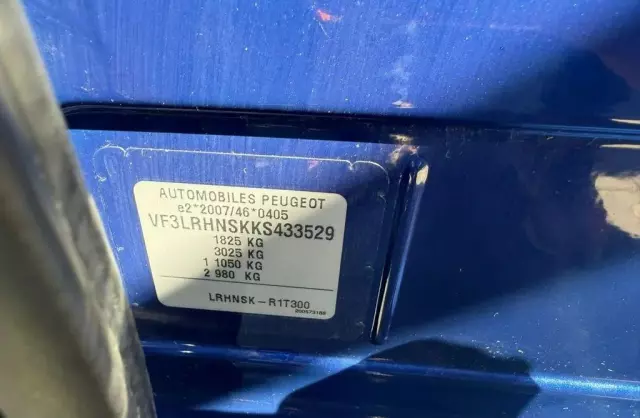 AUTOMOBILES PEUGEOT
e2*2007/46*0405
VF3LRHNSKKS433529
1825 KG
3025 KG
1 1050 KG
2 980 KG
LRHNSK-R1T300